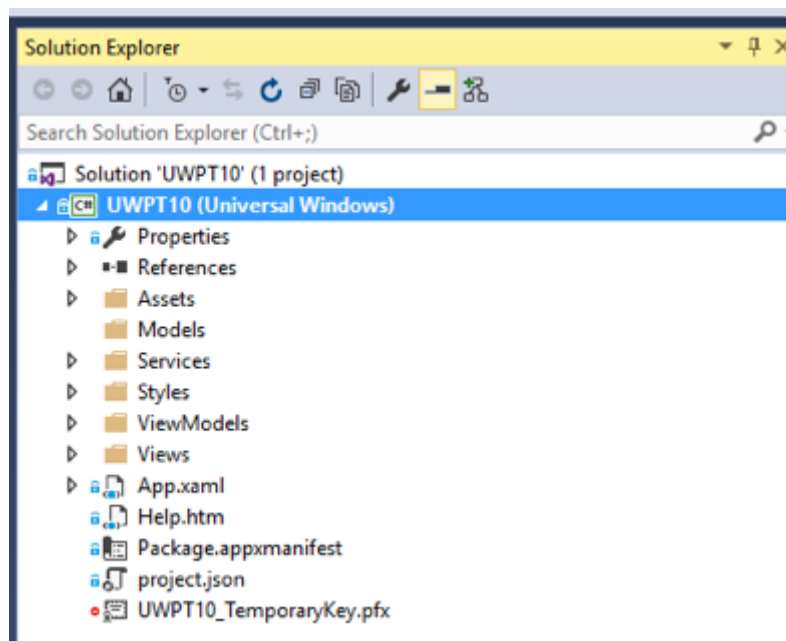 Solution Explorer
Search Solution Explorer (Ctrl+;)
Solution 'UWPT10' (1 project)
C# UWPT10 (Universal Windows)
Properties
References
Assets
Models
Services
Styles
ViewModels
Views
App.xaml
Help.htm
Package.appxmanifest
project.json
UWPT10_TemporaryKey.pfx